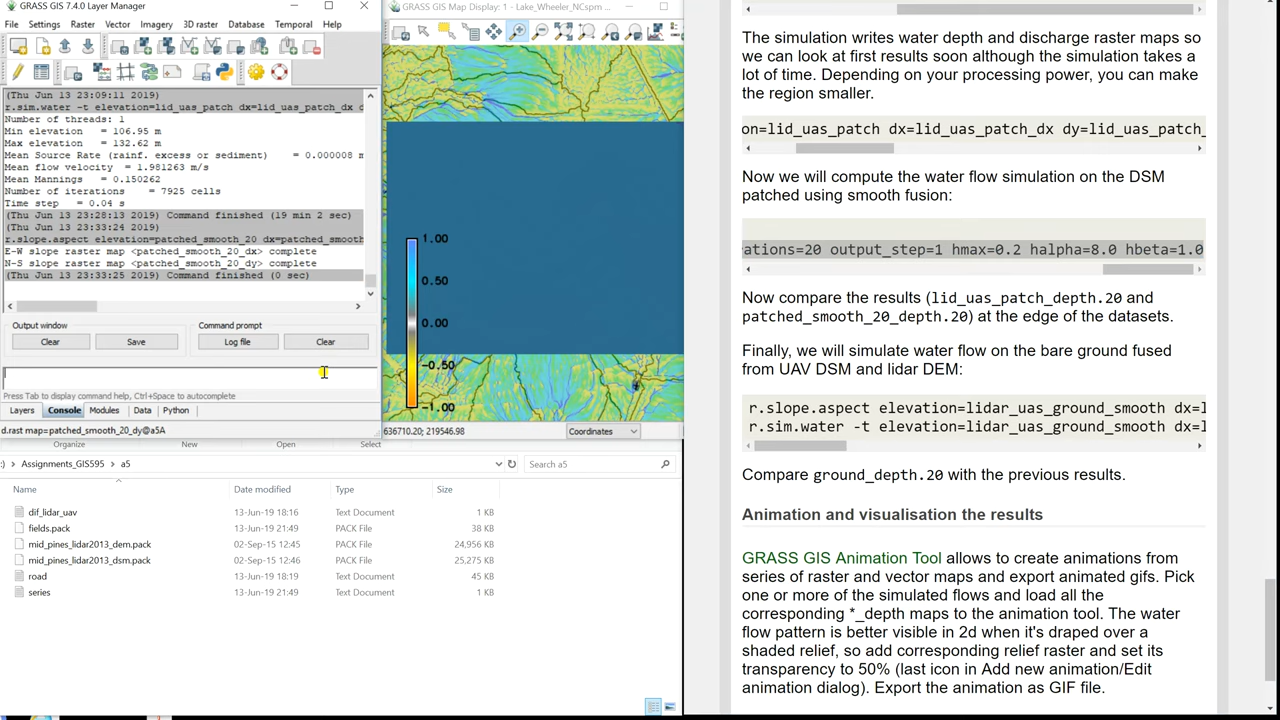 GRASS GIS 7.4.0 Layer Manager
File Settings Raster Vector Imagery 3D raster Database Temporal Help
(Thu Jun 13 23:09:11 2019)
r.sim.water -t elevation=lid_uas_patch dx=lid_uas_patch_dx d
Number of threads: 1
Min elevation = 106.95 m
Max elevation = 132.62 m
Mean Source Rate (rainf. excess or sediment) = 0.000008 m
Mean flow velocity = 1.981263 m/s
Mean Mannings = 0.150262
Number of iterations = 7925 cells
Time step = 0.04 s
(Thu Jun 13 23:28:13 2019) Command finished (19 min 2 sec)
(Thu Jun 13 23:33:24 2019)
r.slope.aspect elevation=patched_smooth_20 dx=patched_smooth
E-W slope raster map <patched_smooth_20_dx> complete
N-S slope raster map <patched_smooth_20_dy> complete
(Thu Jun 13 23:33:25 2019) Command finished (0 sec)
Output window
Command prompt
Clear Save Log file Clear
Press Tab to display command help, Ctrl+Space to autocomplete
Layers Console Modules Data Python
d.rast map=patched_smooth_20_dy@a5A
GRASS GIS Map Display: 1 - Lake_Wheeler_NCspm
1.00
0.50
0.00
-0.50
-1.00
636710.20; 219546.98
Coordinates
Organize New Open Select
Assignments_GIS595 › a5
Search a5
Name Date modified Type Size
dif_lidar_uav 13-Jun-19 18:16 Text Document 1 KB
fields.pack 13-Jun-19 21:49 PACK File 38 KB
mid_pines_lidar2013_dem.pack 02-Sep-15 12:45 PACK File 24,956 KB
mid_pines_lidar2013_dsm.pack 02-Sep-15 12:46 PACK File 25,275 KB
road 13-Jun-19 18:19 Text Document 45 KB
series 13-Jun-19 21:49 Text Document 1 KB
The simulation writes water depth and discharge raster maps so
we can look at first results soon although the simulation takes a
lot of time. Depending on your processing power, you can make
the region smaller.
on=lid_uas_patch dx=lid_uas_patch_dx dy=lid_uas_patch_
Now we will compute the water flow simulation on the DSM
patched using smooth fusion:
ations=20 output_step=1 hmax=0.2 halpha=8.0 hbeta=1.0
Now compare the results (lid_uas_patch_depth.20 and
patched_smooth_20_depth.20) at the edge of the datasets.
Finally, we will simulate water flow on the bare ground fused
from UAV DSM and lidar DEM:
r.slope.aspect elevation=lidar_uas_ground_smooth dx=l
r.sim.water -t elevation=lidar_uas_ground_smooth dx=l
Compare ground_depth.20 with the previous results.
Animation and visualisation the results
GRASS GIS Animation Tool allows to create animations from
series of raster and vector maps and export animated gifs. Pick
one or more of the simulated flows and load all the
corresponding *_depth maps to the animation tool. The water
flow pattern is better visible in 2d when it's draped over a
shaded relief, so add corresponding relief raster and set its
transparency to 50% (last icon in Add new animation/Edit
animation dialog). Export the animation as GIF file.